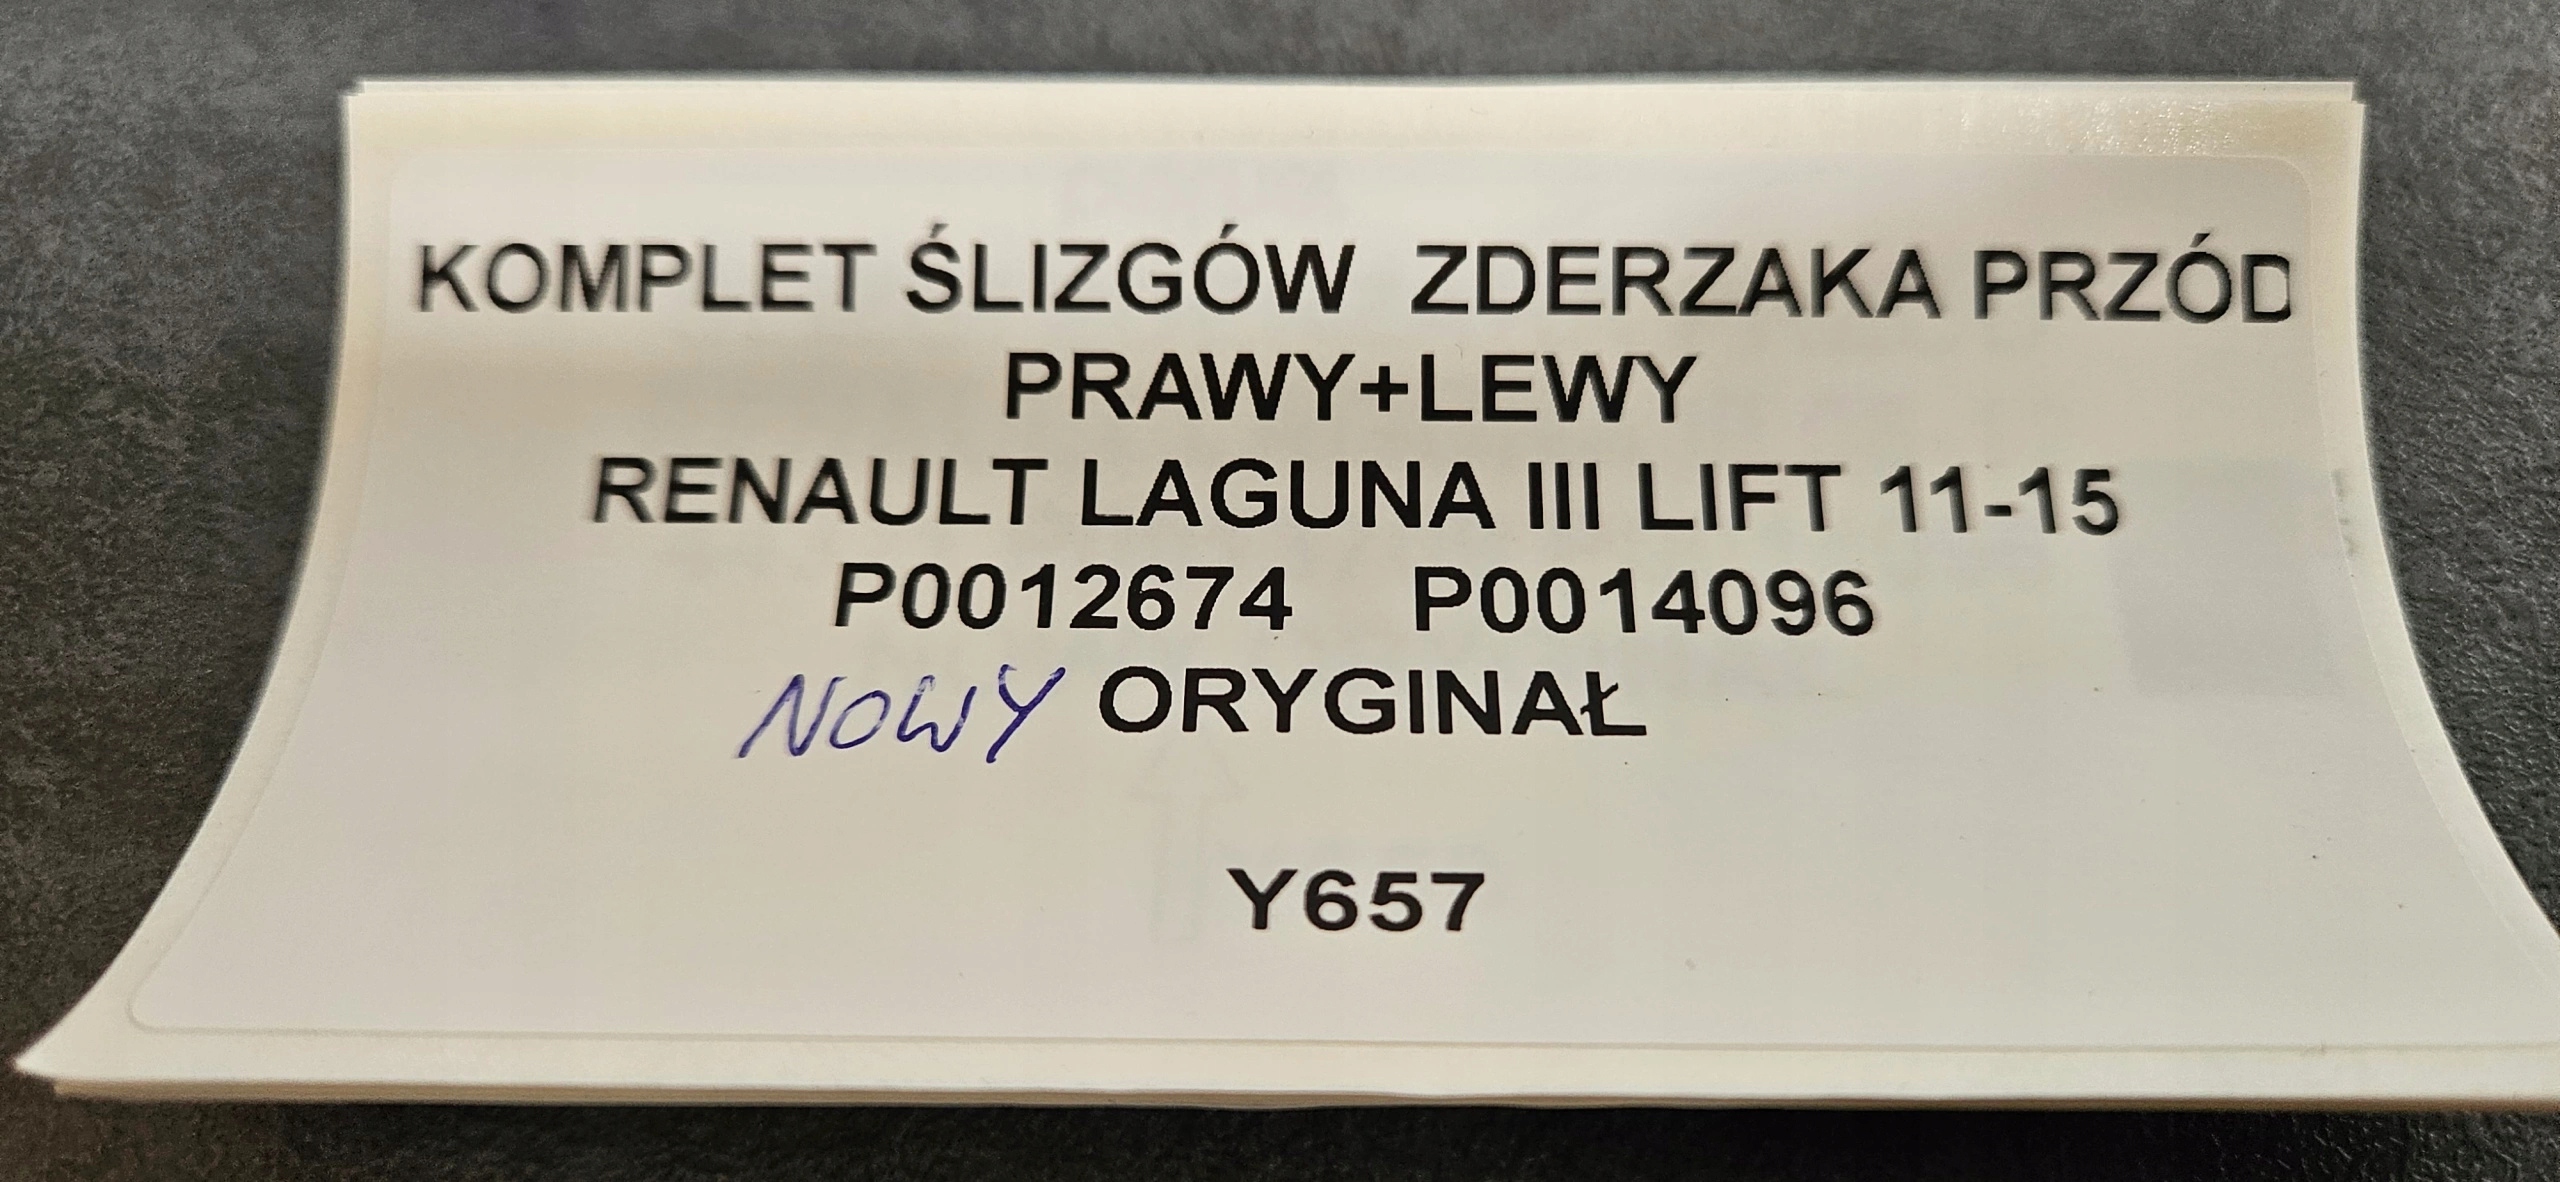 KOMPLET ŚLIZGÓW ZDERZAKA PRZÓD
PRAWY+LEWY
RENAULT LAGUNA III LIFT 11-15
P0012674 P0014096
NOWY ORYGINAŁ
Y657